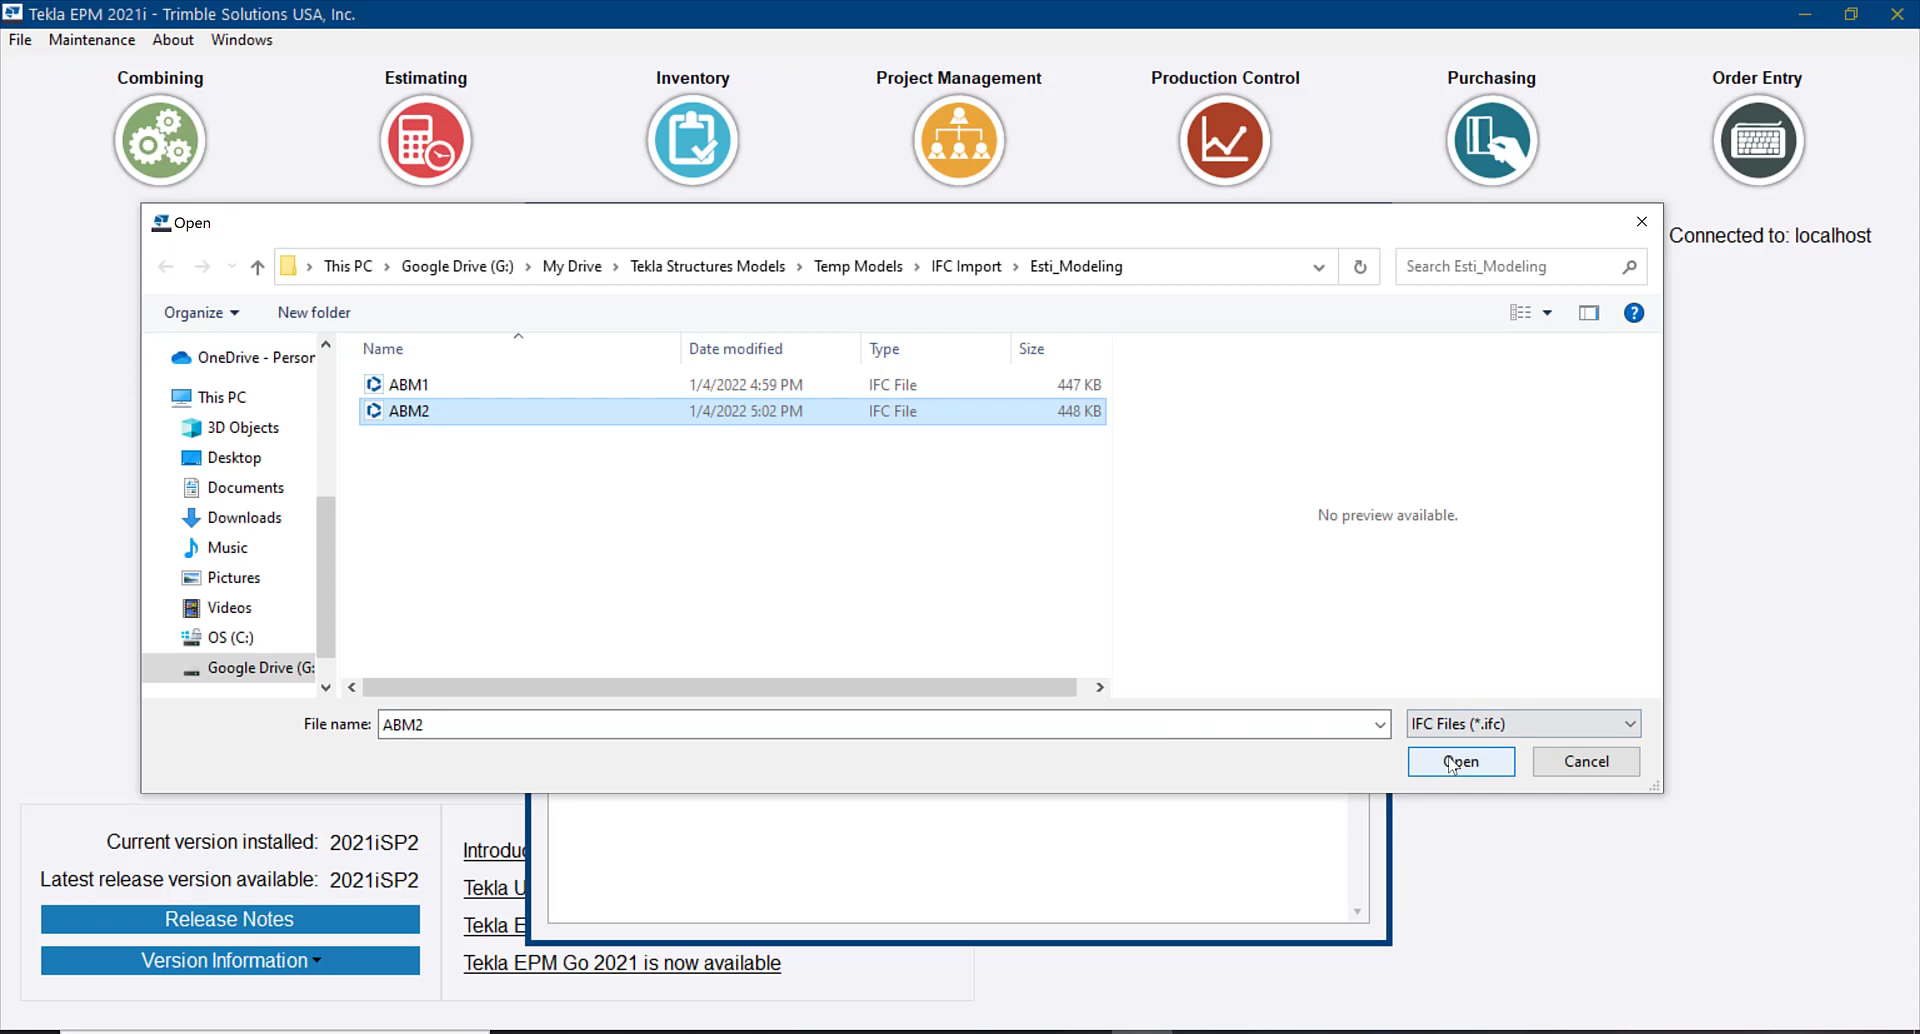 Tekla EPM 2021i - Trimble Solutions USA, Inc.
File Maintenance About Windows
Combining Estimating Inventory Project Management Production Control Purchasing Order Entry
Open
Connected to: localhost
This PC › Google Drive (G:) › My Drive › Tekla Structures Models › Temp Models › IFC Import › Esti_Modeling
Search Esti_Modeling
Organize New folder
Name Date modified Type Size
ABM1 1/4/2022 4:59 PM IFC File 447 KB
ABM2 1/4/2022 5:02 PM IFC File 448 KB
OneDrive - Person
This PC
3D Objects
Desktop
Documents
Downloads
Music
Pictures
Videos
OS (C:)
Google Drive (G:
No preview available.
File name: ABM2 IFC Files (*.ifc)
Open Cancel
Current version installed: 2021iSP2
Latest release version available: 2021iSP2
Release Notes
Version Information
Introduc
Tekla U
Tekla E
Tekla EPM Go 2021 is now available